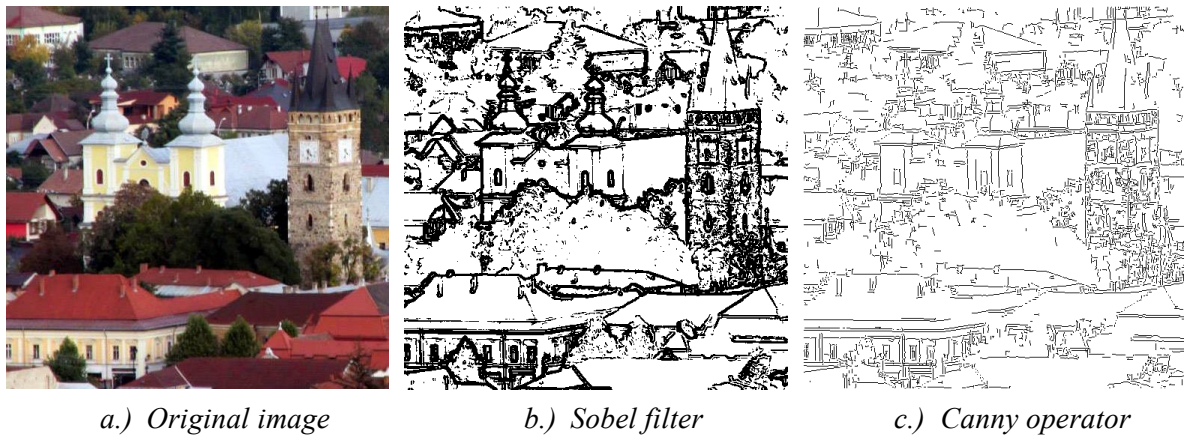 a.) Original image
b.) Sobel filter
c.) Canny operator